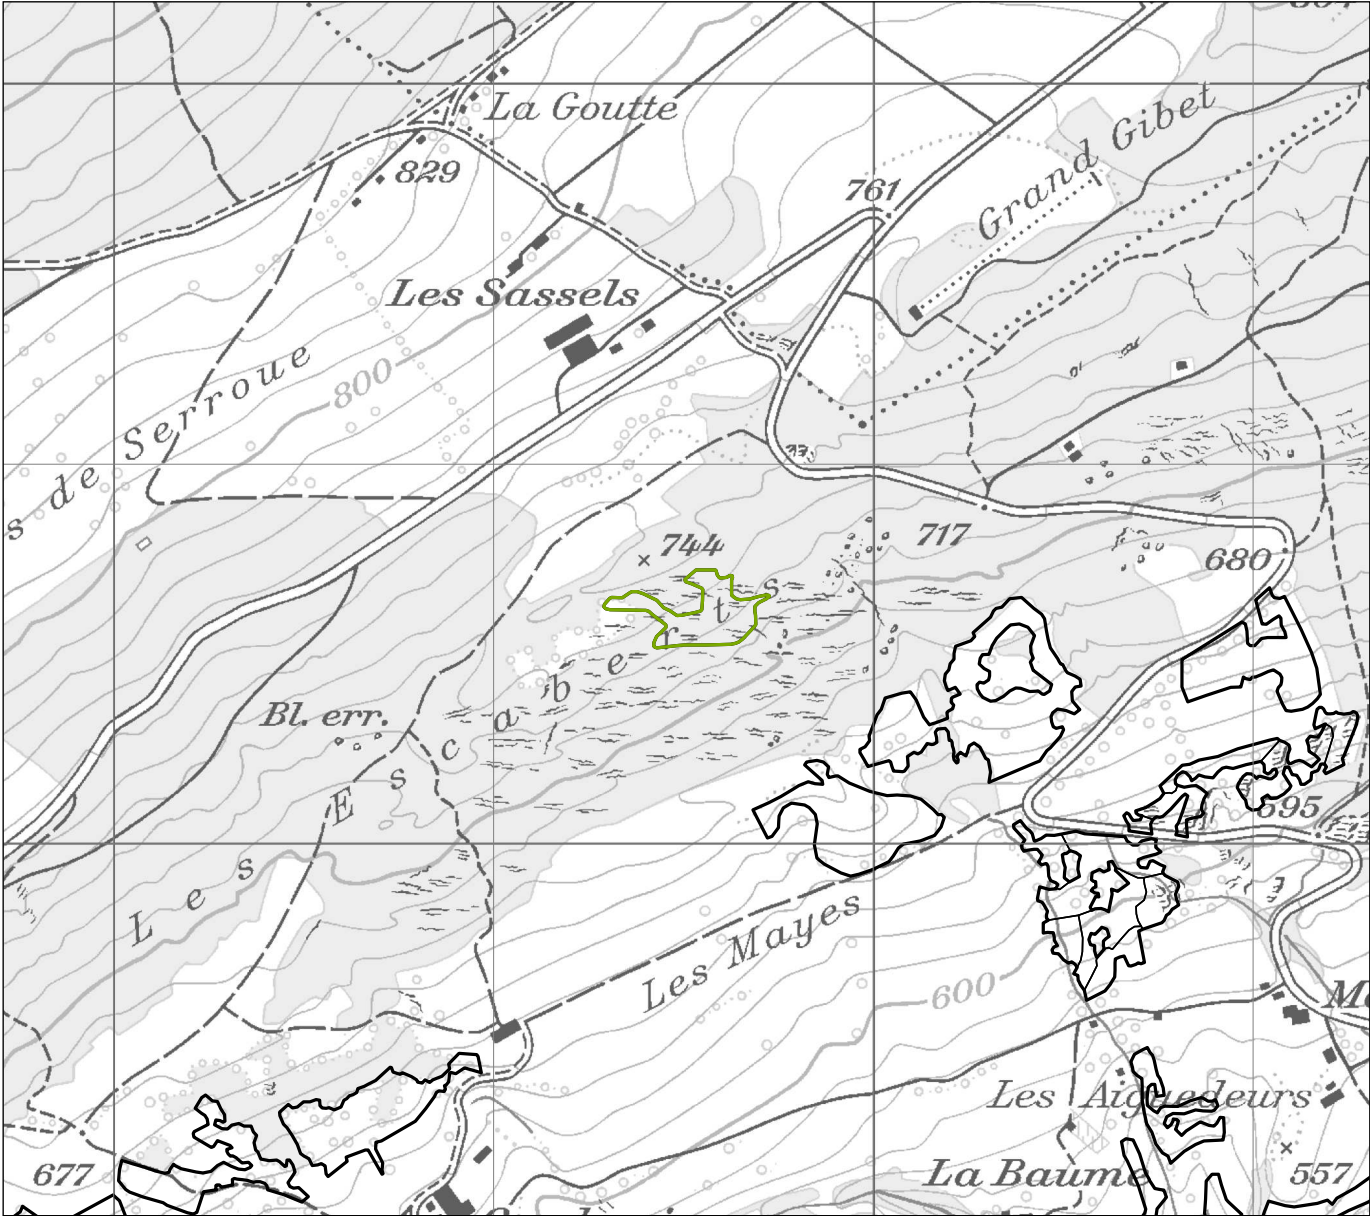 La Goutte
829
761
Grand Gibet
Les Sassels
800
s de Serroue
744
717
680
Les Escaberts
Bl. err.
595
Les Mayes
600
M
Les Aiguedeurs
677
La Baume
557